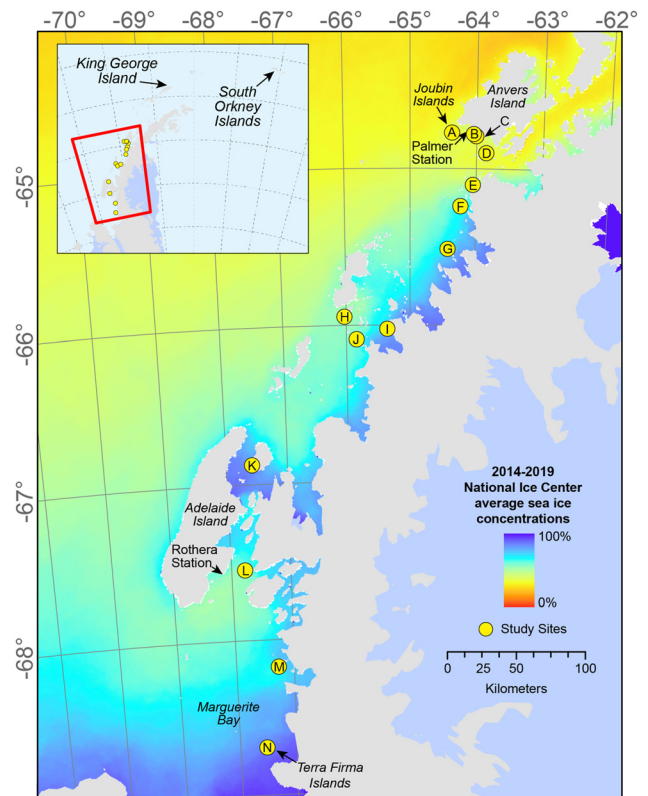 -70° -69° -68° -67° -66° -65° -64° -63° -62°
King George
Island
South
Orkney
Islands
Joubin
Islands
Anvers
Island
A
B
C
Palmer
Station
D
-65°
E
F
G
H
I
J
-66°
K
-67°
Adelaide
Island
Rothera
Station
L
2014-2019
National Ice Center
average sea ice
concentrations
100%
0%
Study Sites
0 25 50 100
Kilometers
-68°
M
Marguerite
Bay
N
Terra Firma
Islands